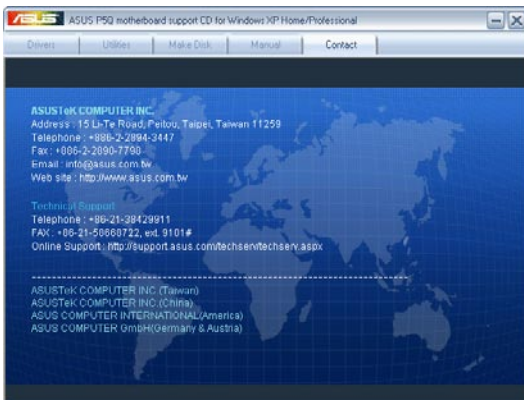 ASUS ASUS P5Q motherboard support CD for Windows XP Home/Professional
Drivers Utilities Make Disk Manual Contact
ASUSTeK COMPUTER INC.
Address : 15 Li-Te Road, Peitou, Taipei, Taiwan 11259
Telephone : +886-2-2894-3447
Fax : +886-2-2890-7798
Email : info@asus.com.tw
Web site : http://www.asus.com.tw
Technical Support
Telephone : +86-21-38429911
FAX : +86-21-58668722, ext. 9101#
Online Support : http://support.asus.com/techserv/techserv.aspx
ASUSTeK COMPUTER INC.(Taiwan)
ASUSTeK COMPUTER INC.(China)
ASUS COMPUTER INTERNATIONAL(America)
ASUS COMPUTER GmbH(Germany & Austria)